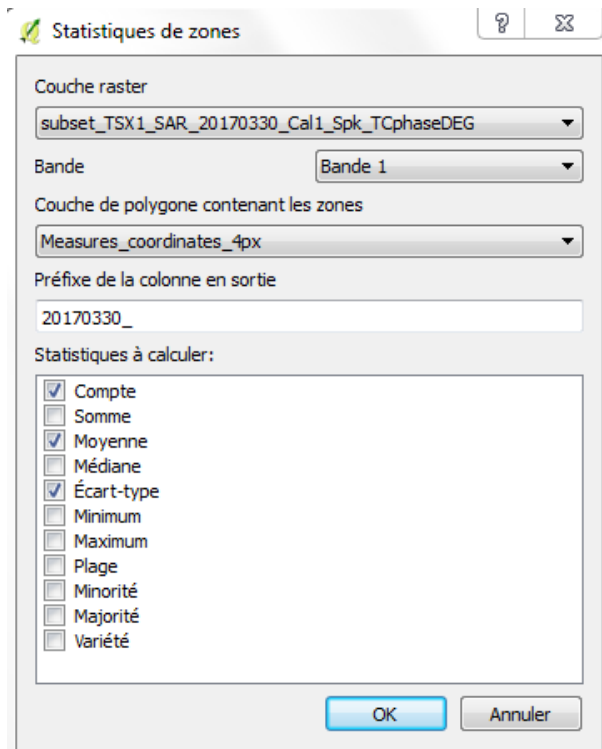 Statistiques de zones
Couche raster
subset_TSX1_SAR_20170330_Cal1_Spk_TCphaseDEG
Bande
Bande 1
Couche de polygone contenant les zones
Measures_coordinates_4px
Préfixe de la colonne en sortie
20170330_
Statistiques à calculer:
Compte
Somme
Moyenne
Médiane
Écart-type
Minimum
Maximum
Plage
Minorité
Majorité
Variété
OK
Annuler